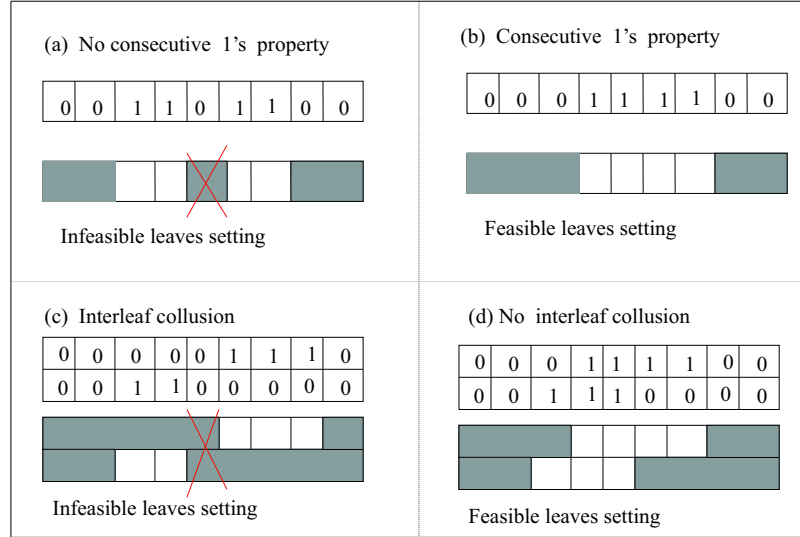 (a) No consecutive 1's property
0 0 1 1 0 1 1 0 0
Infeasible leaves setting
(b) Consecutive 1's property
0 0 0 1 1 1 1 0 0
Feasible leaves setting
(c) Interleaf collusion
0 0 0 0 0 1 1 1 0
0 0 1 1 0 0 0 0 0
Infeasible leaves setting
(d) No interleaf collusion
0 0 0 1 1 1 1 0 0
0 0 1 1 1 0 0 0 0
Feasible leaves setting